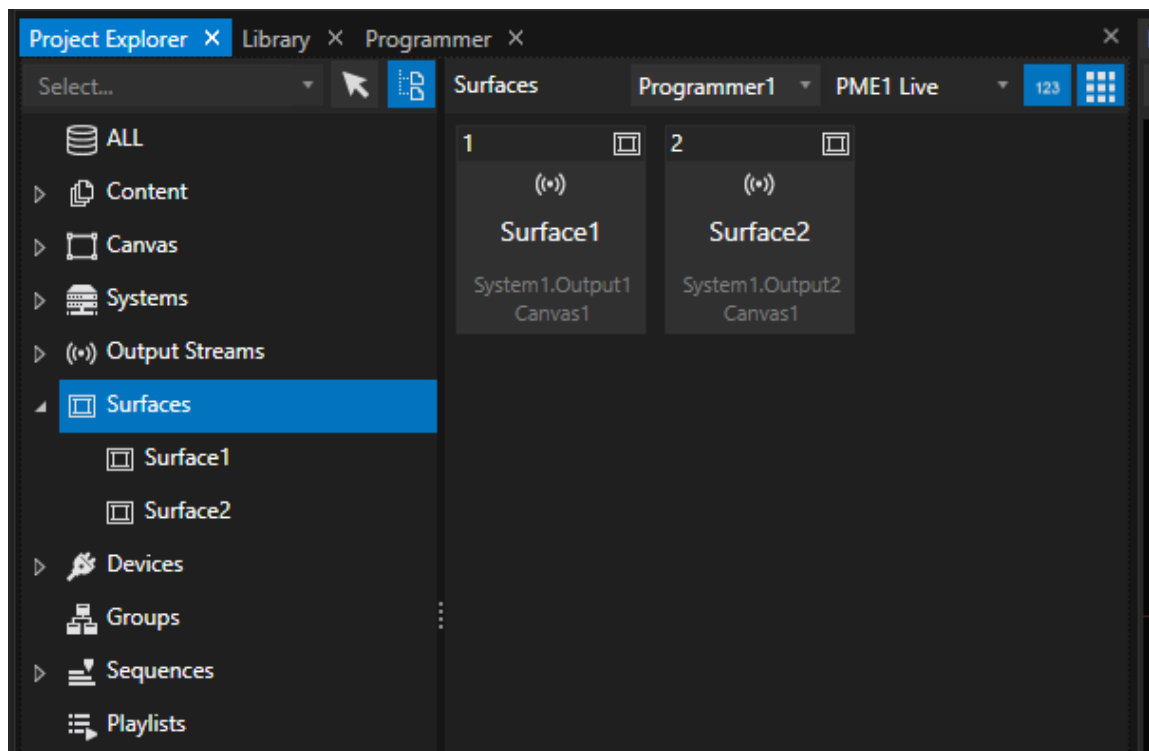 Project Explorer Library Programmer
Select... Surfaces Programmer1 PME1 Live 123
ALL
Content
Canvas
Systems
Output Streams
Surfaces
Surface1
Surface2
Devices
Groups
Sequences
Playlists
1 2
Surface1 Surface2
System1.Output1 System1.Output2
Canvas1 Canvas1